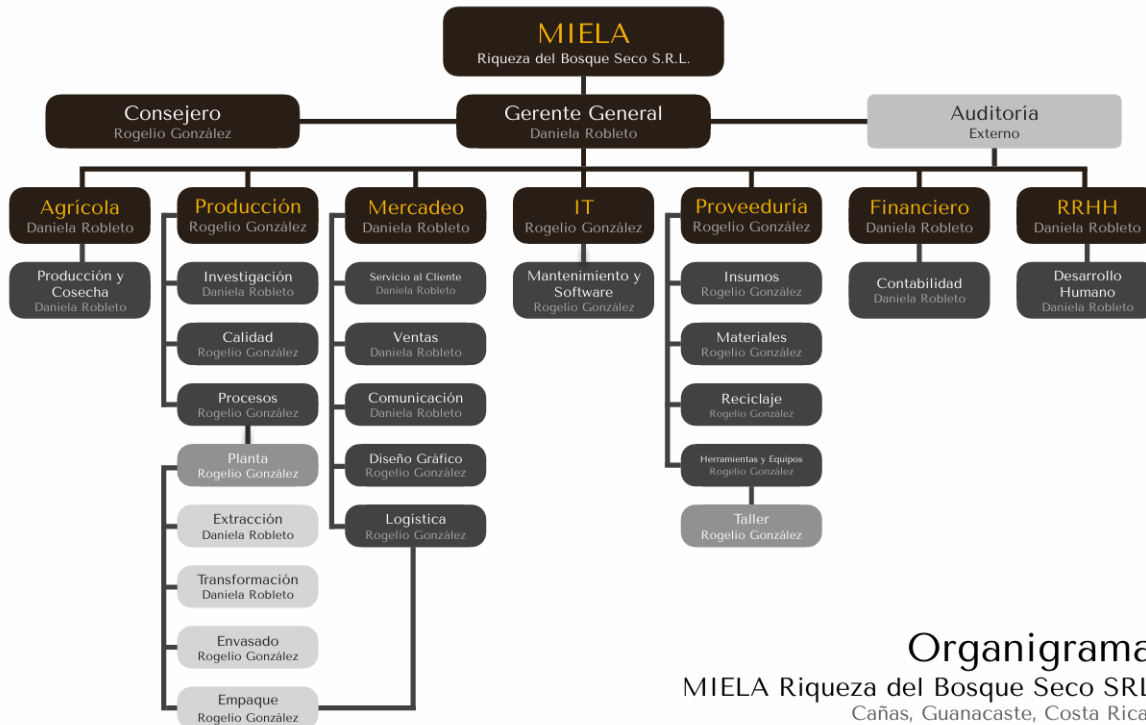 MIELA
Riqueza del Bosque Seco S.R.L.
Consejero
Rogelio González
Gerente General
Daniela Robleto
Auditoría
Externo
Agrícola
Daniela Robleto
Producción
Rogelio González
Mercadeo
Daniela Robleto
IT
Rogelio González
Proveeduría
Rogelio González
Financiero
Daniela Robleto
RRHH
Daniela Robleto
Producción y
Cosecha
Daniela Robleto
Investigación
Daniela Robleto
Servicio al Cliente
Daniela Robleto
Mantenimiento y
Software
Rogelio González
Insumos
Rogelio González
Contabilidad
Daniela Robleto
Desarrollo
Humano
Daniela Robleto
Calidad
Rogelio González
Ventas
Daniela Robleto
Materiales
Rogelio González
Procesos
Rogelio González
Comunicación
Daniela Robleto
Reciclaje
Rogelio González
Planta
Rogelio González
Diseño Gráfico
Rogelio González
Herramientas y Equipos
Rogelio González
Extracción
Daniela Robleto
Logística
Rogelio González
Taller
Rogelio González
Transformación
Daniela Robleto
Envasado
Rogelio González
Empaque
Rogelio González
Organigrama
MIELA Riqueza del Bosque Seco SRL
Cañas, Guanacaste, Costa Rica